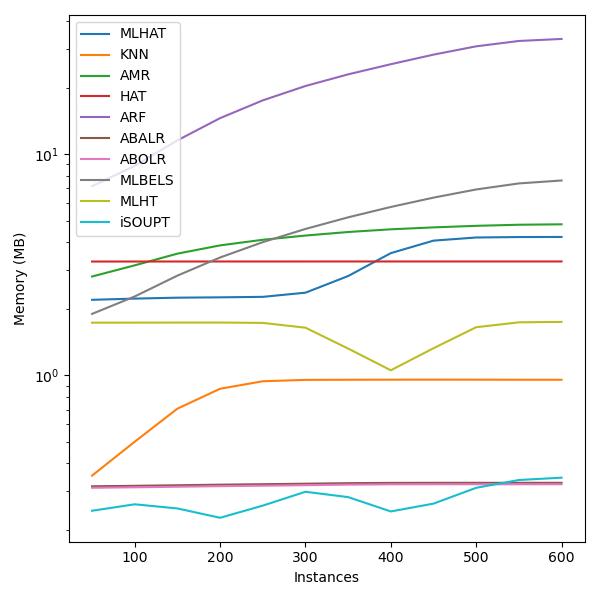 MLHAT
KNN
AMR
HAT
ARF
ABALR
ABOLR
MLBELS
MLHT
iSOUPT
10¹
10⁰
Memory (MB)
100 200 300 400 500 600
Instances